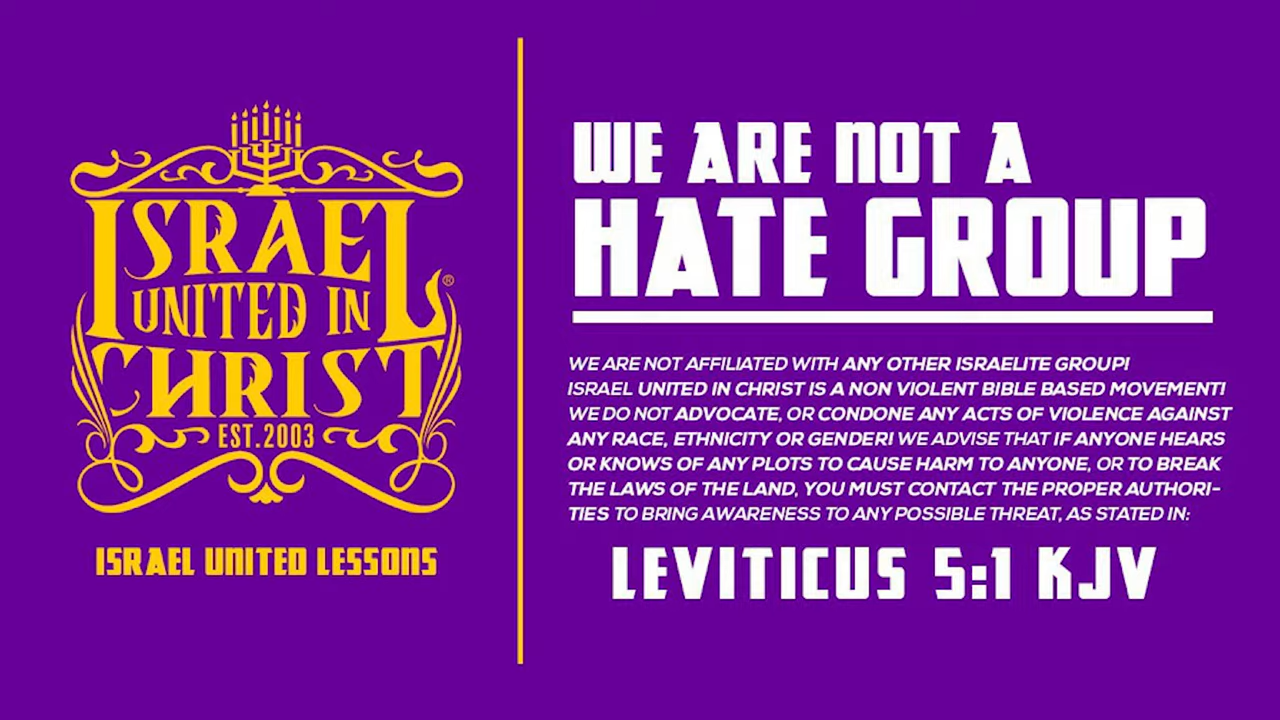 ISRAEL
UNITED IN
CHRIST
®
EST.2003
ISRAEL UNITED LESSONS
WE ARE NOT A
HATE GROUP
WE ARE NOT AFFILIATED WITH ANY OTHER ISRAELITE GROUP!
ISRAEL UNITED IN CHRIST IS A NON VIOLENT BIBLE BASED MOVEMENT!
WE DO NOT ADVOCATE, OR CONDONE ANY ACTS OF VIOLENCE AGAINST
ANY RACE, ETHNICITY OR GENDER! WE ADVISE THAT IF ANYONE HEARS
OR KNOWS OF ANY PLOTS TO CAUSE HARM TO ANYONE, OR TO BREAK
THE LAWS OF THE LAND, YOU MUST CONTACT THE PROPER AUTHORI-
TIES TO BRING AWARENESS TO ANY POSSIBLE THREAT, AS STATED IN:
LEVITICUS 5:1 KJV